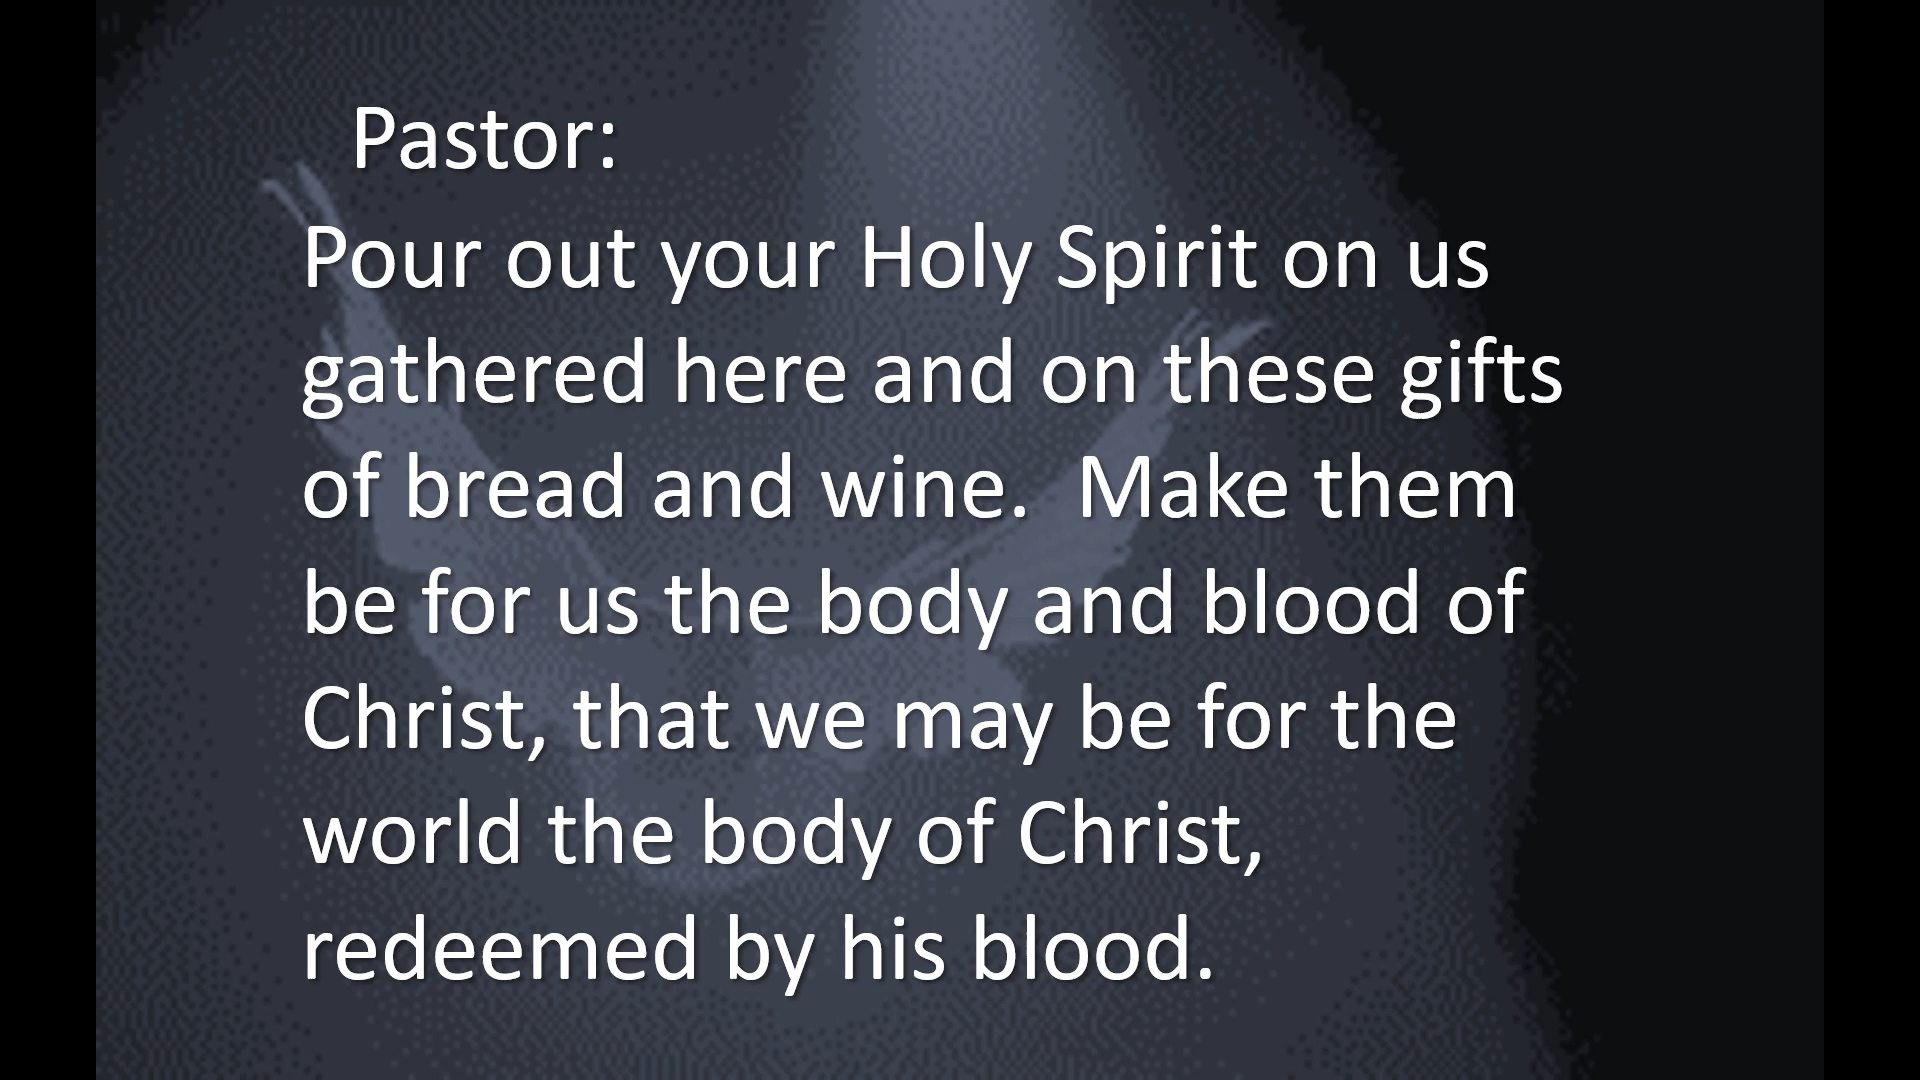 Pastor:
Pour out your Holy Spirit on us
gathered here and on these gifts
of bread and wine.  Make them
be for us the body and blood of
Christ, that we may be for the
world the body of Christ,
redeemed by his blood.